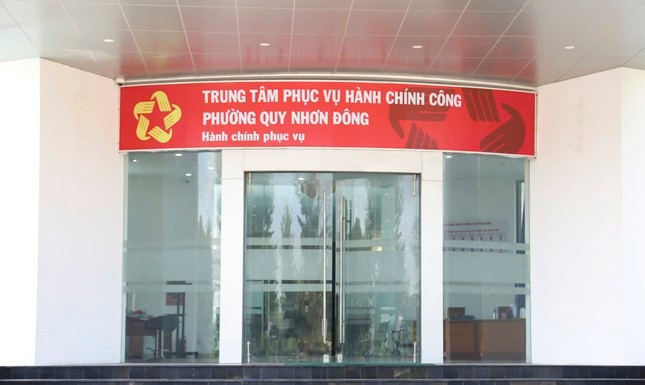 TRUNG TÂM PHỤC VỤ HÀNH CHÍNH CÔNG
PHƯỜNG QUY NHƠN ĐÔNG
Hành chính phục vụ